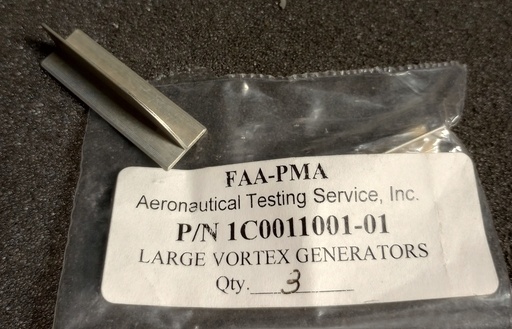 FAA-PMA
Aeronautical Testing Service, Inc.
P/N 1C0011001-01
LARGE VORTEX GENERATORS
Qty. 3